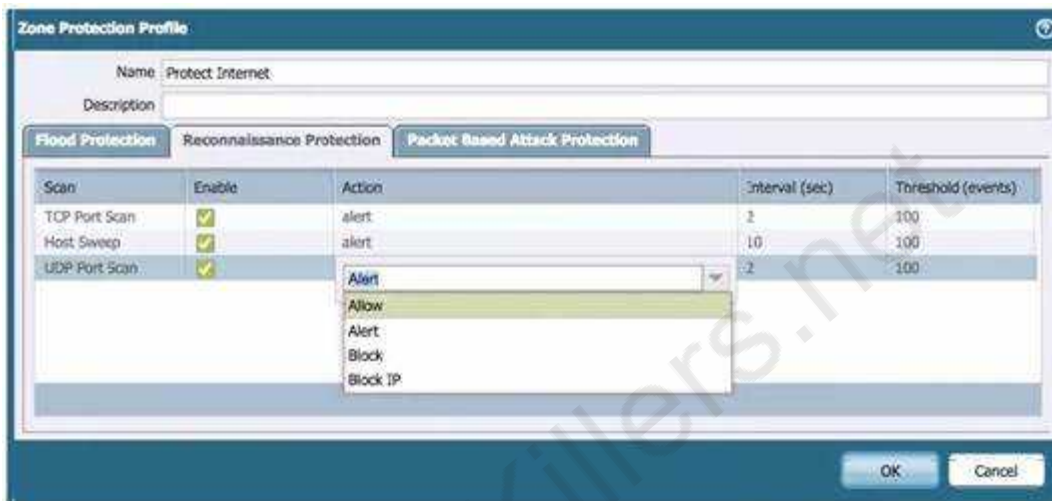 Zone Protection Profile
Name Protect Internet
Description
Flood Protection Reconnaissance Protection Packet Based Attack Protection
Scan Enable Action Interval (sec) Threshold (events)
TCP Port Scan alert 2 100
Host Sweep alert 10 100
UDP Port Scan Alert 2 100
Allow
Alert
Block
Block IP
OK Cancel